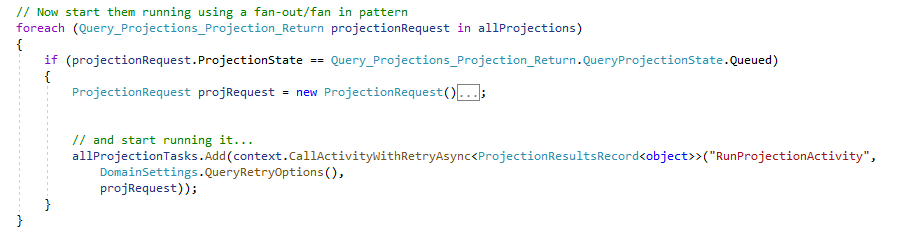 // Now start them running using a fan-out/fan in pattern
foreach (Query_Projections_Projection_Return projectionRequest in allProjections)
{
if (projectionRequest.ProjectionState == Query_Projections_Projection_Return.QueryProjectionState.Queued)
{
ProjectionRequest projRequest = new ProjectionRequest()...;
// and start running it...
allProjectionTasks.Add(context.CallActivityWithRetryAsync<ProjectionResultsRecord<object>>("RunProjectionActivity",
DomainSettings.QueryRetryOptions(),
projRequest));
}
}